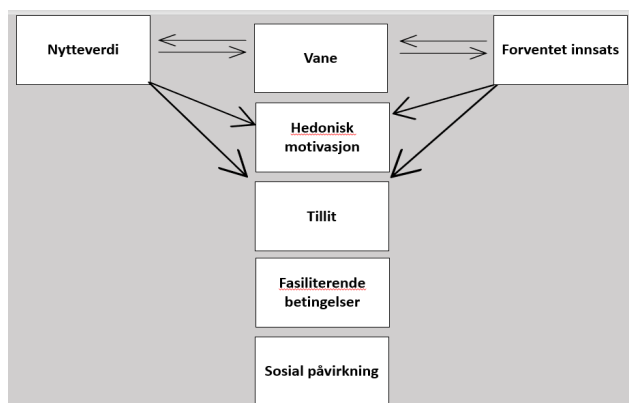 Nytteverdi
Vane
Forventet innsats
Hedonisk
motivasjon
Tillit
Fasiliterende
betingelser
Sosial påvirkning